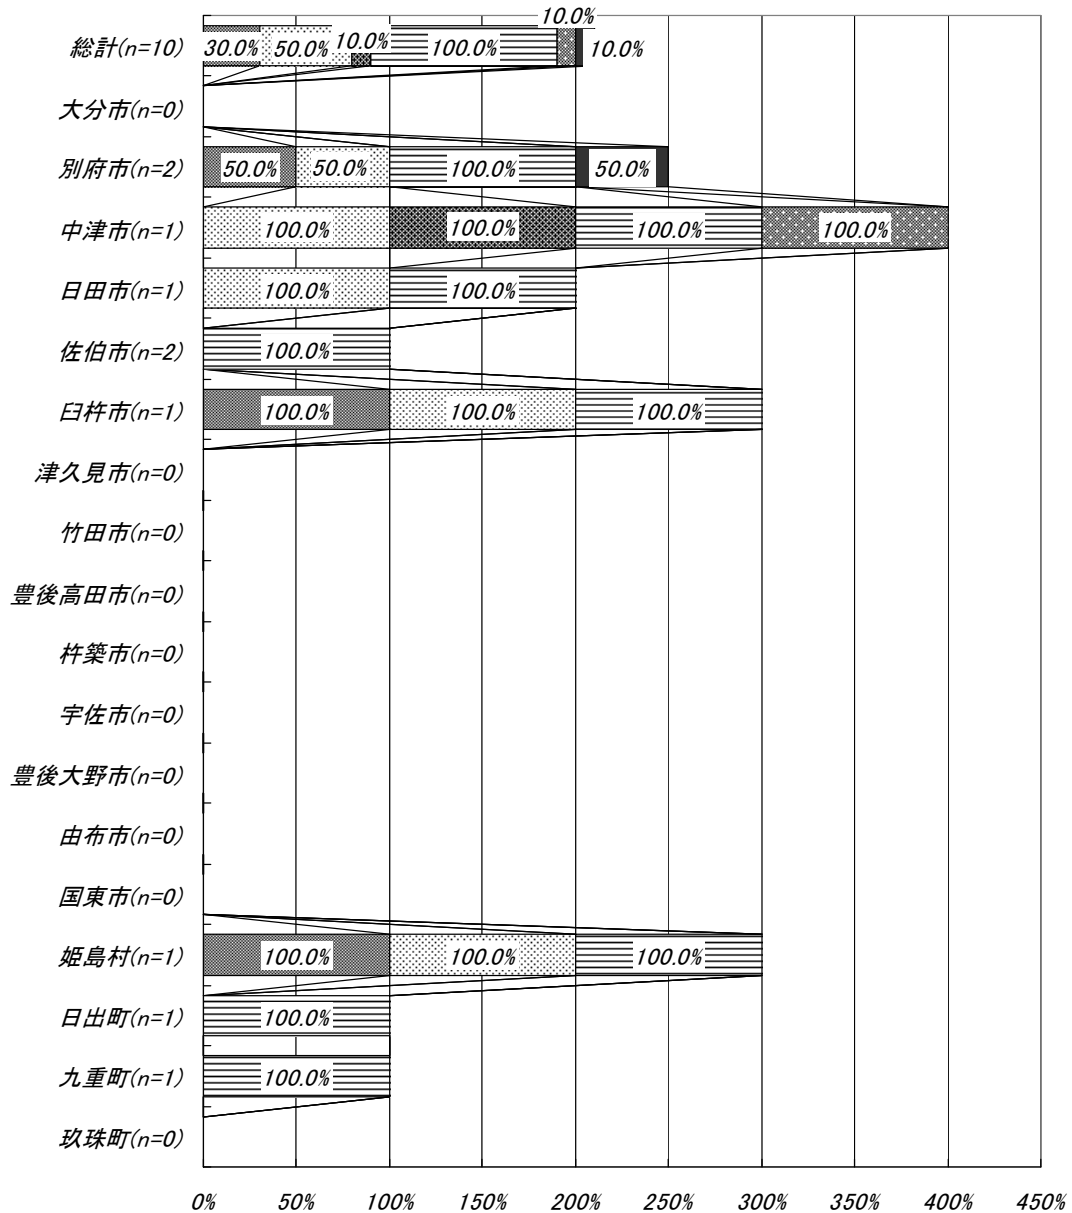 10.0%
総計(n=10) 30.0% 50.0% 10.0% 100.0% 10.0%
大分市(n=0)
別府市(n=2) 50.0% 50.0% 100.0% 50.0%
中津市(n=1) 100.0% 100.0% 100.0% 100.0%
日田市(n=1) 100.0% 100.0%
佐伯市(n=2) 100.0%
臼杵市(n=1) 100.0% 100.0% 100.0%
津久見市(n=0)
竹田市(n=0)
豊後高田市(n=0)
杵築市(n=0)
宇佐市(n=0)
豊後大野市(n=0)
由布市(n=0)
国東市(n=0)
姫島村(n=1) 100.0% 100.0% 100.0%
日出町(n=1) 100.0%
九重町(n=1) 100.0%
玖珠町(n=0)
0% 50% 100% 150% 200% 250% 300% 350% 400% 450%